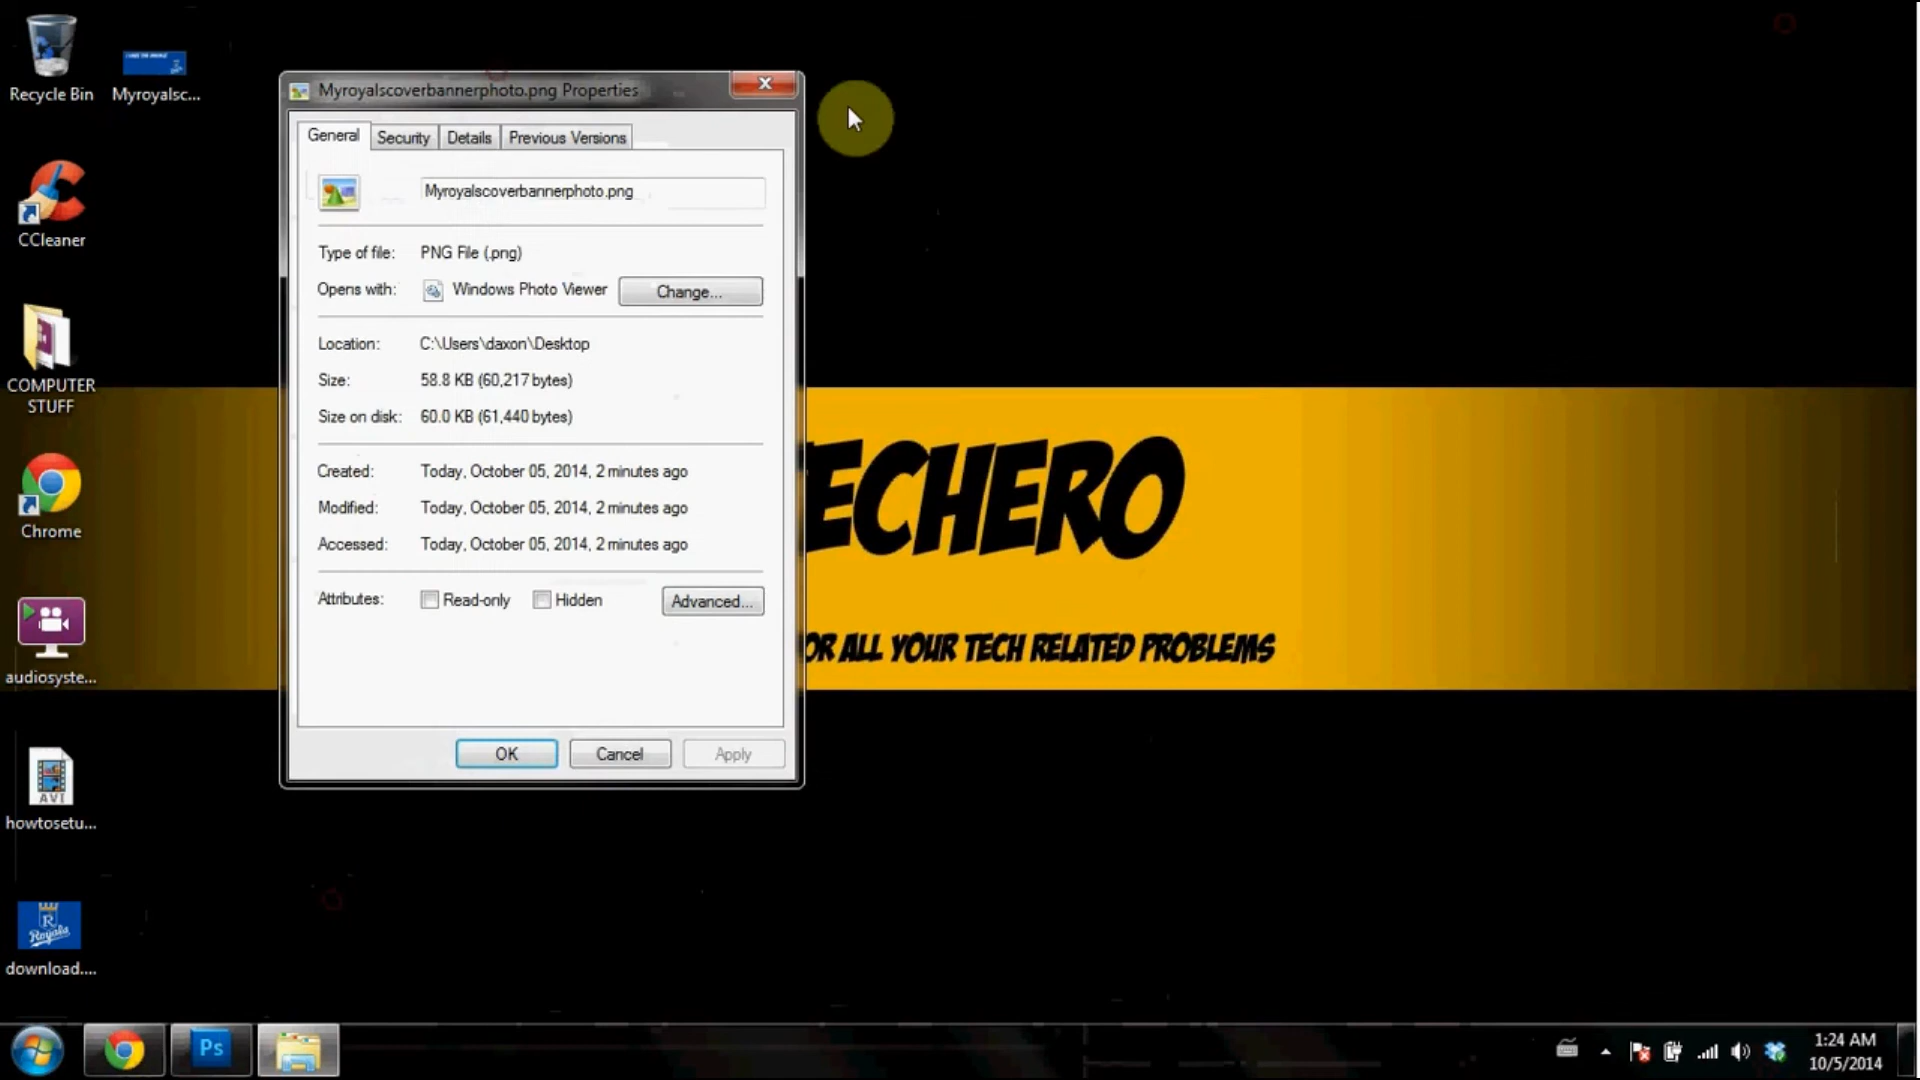 Recycle Bin
Myroyalsc...
CCleaner
COMPUTER
STUFF
Chrome
audiosyste...
AVI
howtosetu...
R
Royals
download....
Myroyalscoverbannerphoto.png Properties
General
Security
Details
Previous Versions
Myroyalscoverbannerphoto.png
Type of file: PNG File (.png)
Opens with: Windows Photo Viewer
Change...
Location: C:\Users\daxon\Desktop
Size: 58.8 KB (60,217 bytes)
Size on disk: 60.0 KB (61,440 bytes)
Created: Today, October 05, 2014, 2 minutes ago
Modified: Today, October 05, 2014, 2 minutes ago
Accessed: Today, October 05, 2014, 2 minutes ago
Attributes: Read-only Hidden
Advanced...
OK
Cancel
Apply
ECHERO
OR ALL YOUR TECH RELATED PROBLEMS
Ps
1:24 AM
10/5/2014